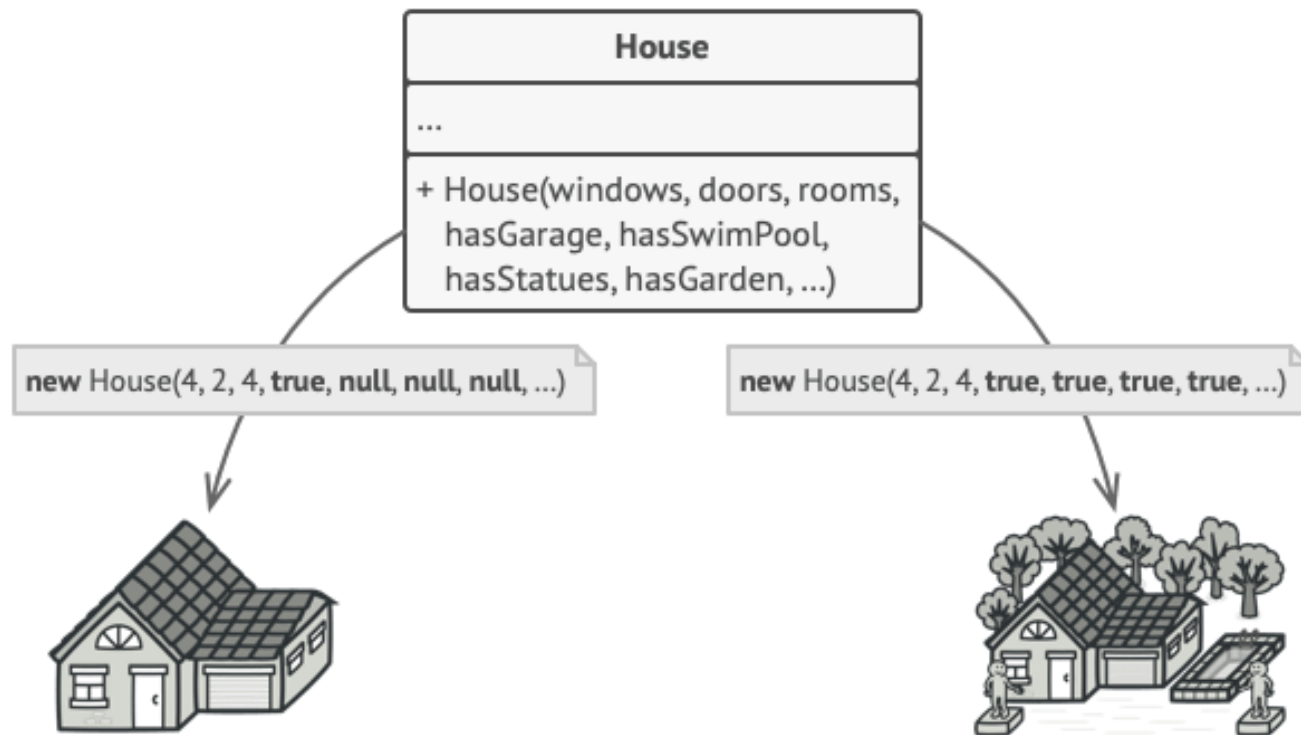 House
...
+ House(windows, doors, rooms,
hasGarage, hasSwimPool,
hasStatues, hasGarden, ...)
new House(4, 2, 4, true, null, null, null, ...)
new House(4, 2, 4, true, true, true, true, ...)